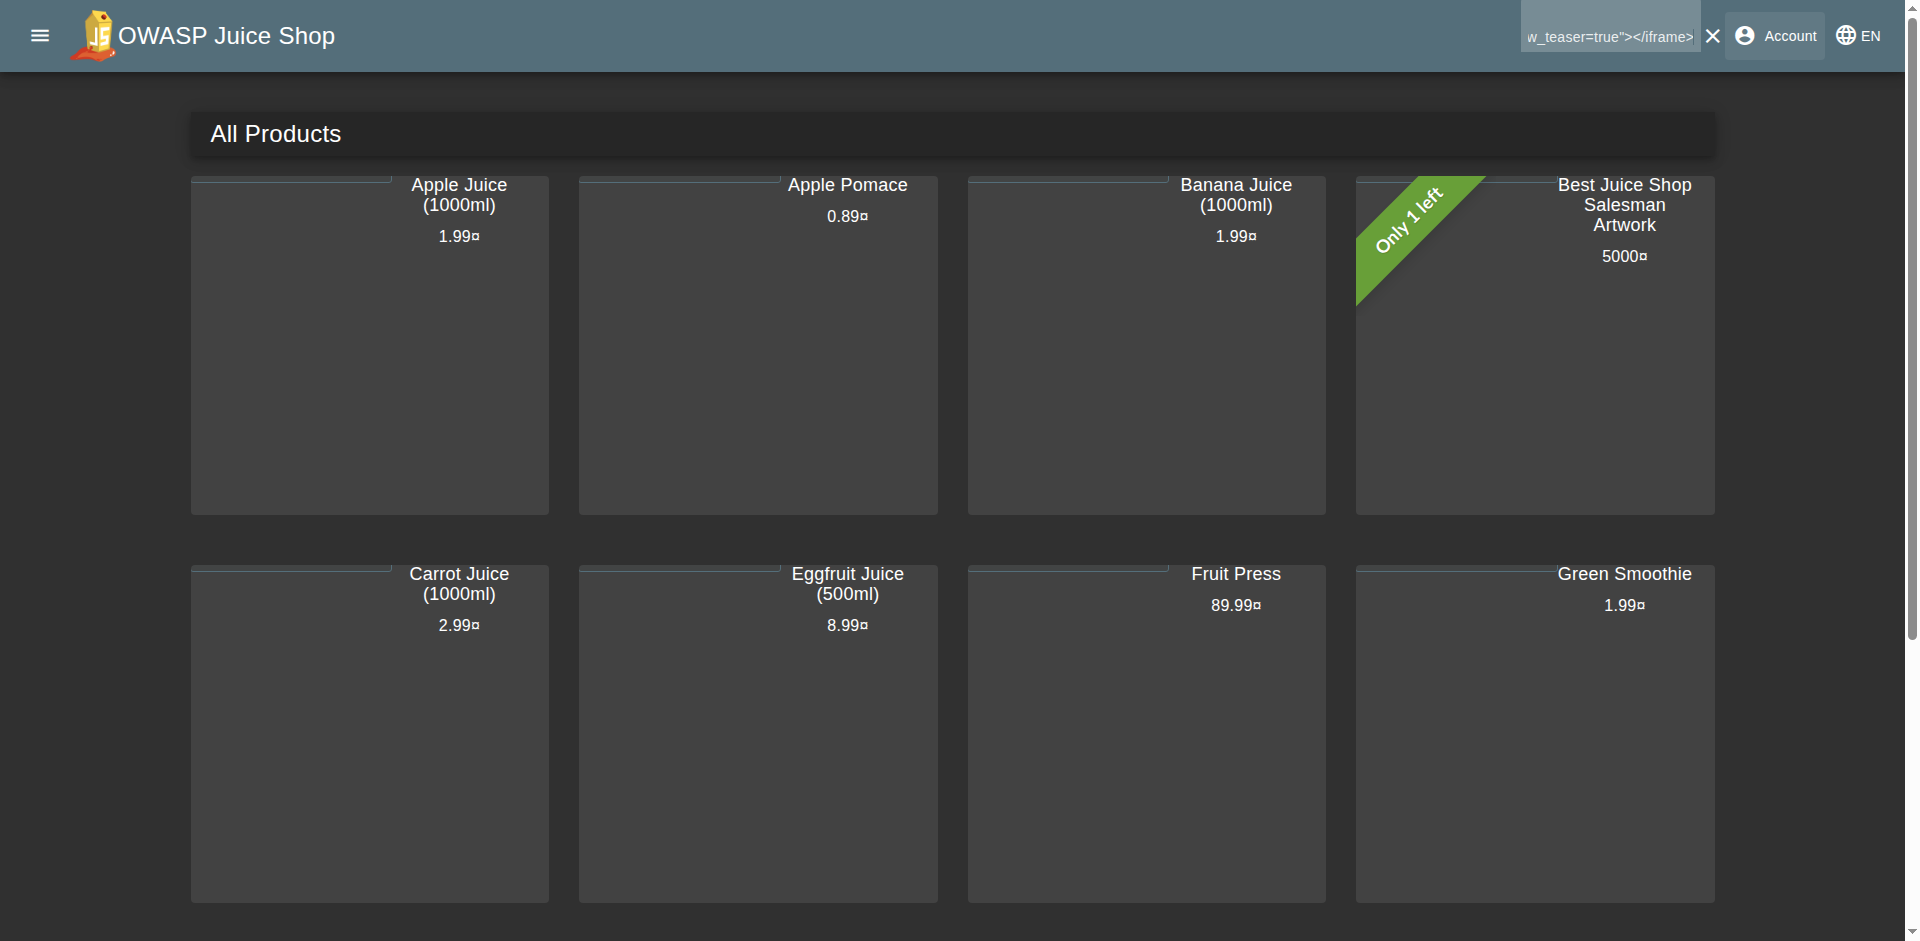 OWASP Juice Shop
w_teaser=true"></iframe>
Account
EN
All Products
Apple Juice
(1000ml)
1.99¤
Apple Pomace
0.89¤
Banana Juice
(1000ml)
1.99¤
Only 1 left
Best Juice Shop
Salesman
Artwork
5000¤
Carrot Juice
(1000ml)
2.99¤
Eggfruit Juice
(500ml)
8.99¤
Fruit Press
89.99¤
Green Smoothie
1.99¤